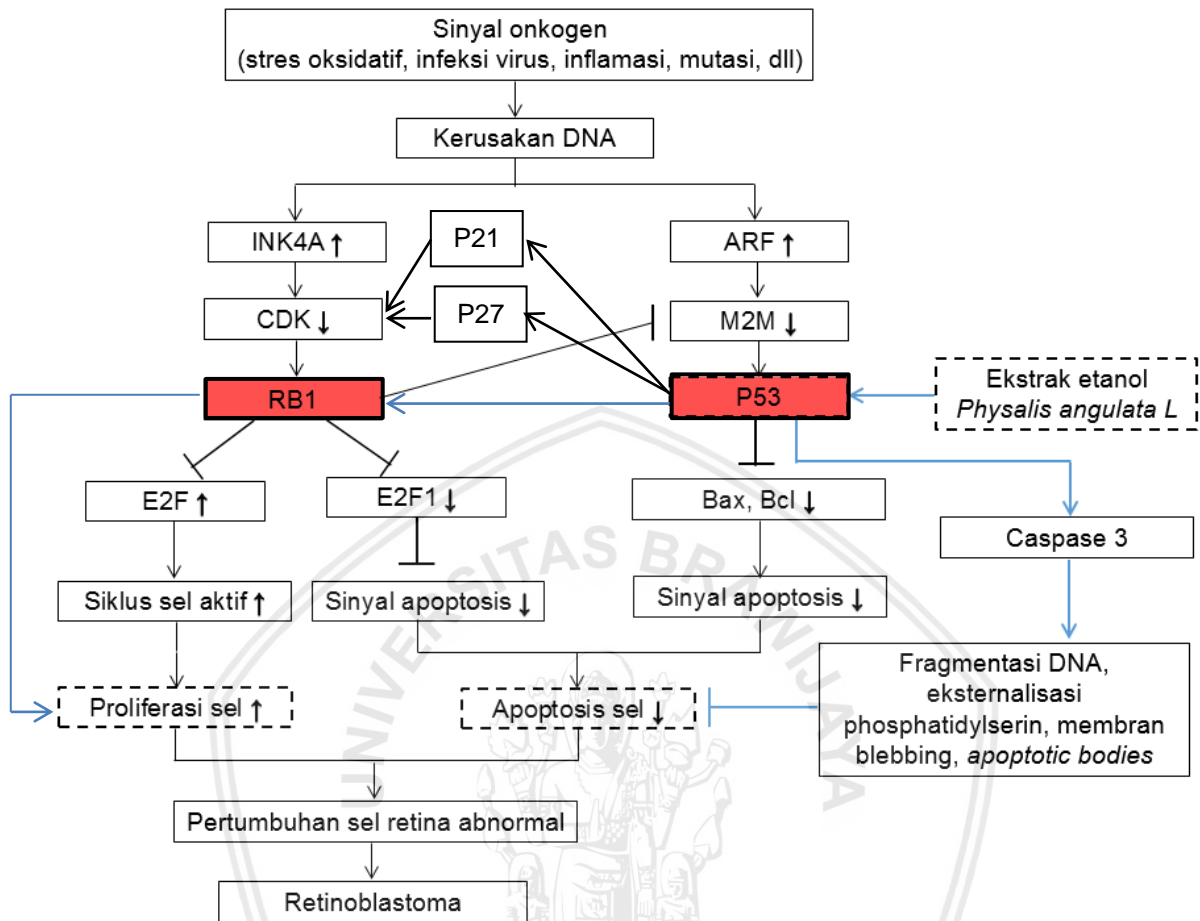 Sinyal onkogen
(stres oksidatif, infeksi virus, inflamasi, mutasi, dll)
Kerusakan DNA
INK4A ↑
P21
ARF ↑
CDK ↓
P27
M2M ↓
RB1
P53
Ekstrak etanol
Physalis angulata L
E2F ↑
E2F1 ↓
Bax, Bcl ↓
Caspase 3
Siklus sel aktif ↑
Sinyal apoptosis ↓
Sinyal apoptosis ↓
Fragmentasi DNA,
eksternalisasi
phosphatidylserin, membran
blebbing, apoptotic bodies
Proliferasi sel ↑
Apoptosis sel ↓
Pertumbuhan sel retina abnormal
Retinoblastoma
UNIVERSITAS BRAWIJAYA